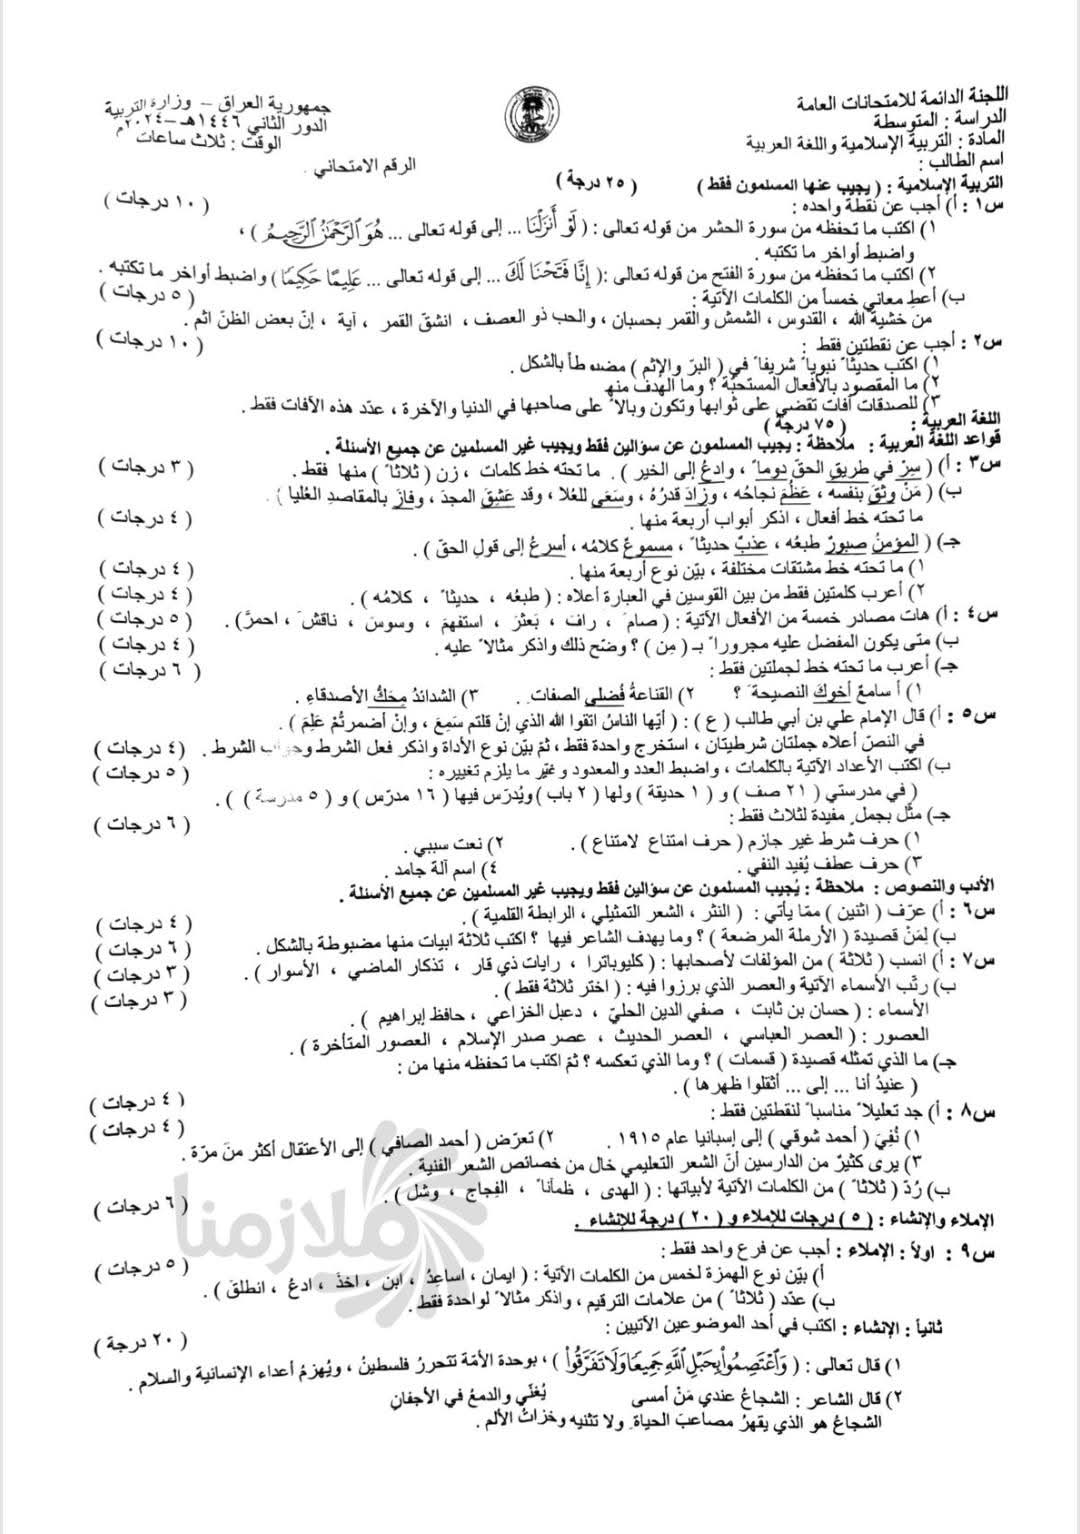 اللجنة الدائمة للامتحانات العامة
الدراسة : المتوسطة
المادة : التربية الإسلامية واللغة العربية
اسم الطالب :
جمهورية العراق – وزارة التربية
الدور الثاني ١٤٤٦هـ – ٢٠٢٤م
الوقت : ثلاث ساعات
الرقم الامتحاني .
التربية الإسلامية : ( يجيب عنها المسلمون فقط ) ( ٢٥ درجة )
س١ : أ) أجب عن نقطة واحده : ( ١٠ درجات )
١) اكتب ما تحفظه من سورة الحشر من قوله تعالى : ( لَوْ أَنزَلْنَا ... إلى قوله تعالى ... هُوَ ٱلرَّحْمَٰنُ ٱلرَّحِيمُ ) ،
واضبط أواخر ما تكتبه .
٢) اكتب ما تحفظه من سورة الفتح من قوله تعالى :( إِنَّا فَتَحْنَا لَكَ ... إلى قوله تعالى ... عَلِيمًا حَكِيمًا ) واضبط أواخر ما تكتبه .
ب) أعطِ معاني خمساً من الكلمات الآتية : ( ٥ درجات )
من خشية الله ، القدوس ، الشمش والقمر بحسبان ، والحب ذو العصف ، انشقّ القمر ، آية ، إنّ بعض الظنّ اثم .
س٢ : أجب عن نقطتين فقط : ( ١٠ درجات )
١) اكتب حديثاً نبوياً شريفاً في ( البرّ والإثم ) مضبوطاً بالشكل .
٢) ما المقصود بالأفعال المستحبّة ؟ وما الهدف منها
٣) للصدقات آفات تقضي على ثوابها وتكون وبالاً على صاحبها في الدنيا والآخرة ، عدّد هذه الآفات فقط .
اللغة العربية : ( ٧٥ درجة )
قواعد اللغة العربية : ملاحظة : يجيب المسلمون عن سؤالين فقط ويجيب غير المسلمين عن جميع الأسئلة .
س٣ : أ) ( سِرْ في طريق الحقّ دوماً ، وادعُ إلى الخير ) . ما تحته خط كلمات ، زن ( ثلاثاً ) منها فقط . ( ٣ درجات )
ب) ( مَنْ وثِقَ بنفسه ، عَظُمَ نجاحُه ، وزادَ قدرُهُ ، وسَعَى للعُلا ، وقد عَشِقَ المجدَ ، وفازَ بالمقاصدِ العُليا ) .
ما تحته خط أفعال ، اذكر أبواب أربعة منها . ( ٤ درجات )
جـ) ( المؤمنُ صبورٌ طبعُه ، عذبٌ حديثاً ، مسموعٌ كلامُه ، أسرعُ إلى قولِ الحقّ ) .
١) ما تحته خط مشتقات مختلفة ، بيّن نوع أربعة منها . ( ٤ درجات )
٢) أعرب كلمتين فقط من بين القوسين في العبارة أعلاه : ( طبعُه ، حديثاً ، كلامُه ) . ( ٤ درجات )
س٤ : أ) هات مصادر خمسة من الأفعال الآتية : ( صامَ ، رافَ ، بَعثرَ ، استفهمَ ، وسوسَ ، ناقشَ ، احمرَّ) . ( ٥ درجات )
ب) متى يكون المفضل عليه مجروراً بـ ( مِن ) ؟ وضّح ذلك واذكر مثالاً عليه . ( ٤ درجات )
جـ) أعرب ما تحته خط لجملتين فقط : ( ٦ درجات )
١) أ سامعٌ أخوكَ النصيحةَ ؟ ٢) القناعةُ فُضلى الصفات . ٣) الشدائدُ مِحَكُّ الأصدقاءِ .
س٥ : أ) قال الإمام علي بن أبي طالب ( ع ) : ( أيّها الناسُ اتقوا الله الذي إنْ قلتم سَمِعَ ، وإنْ أضمرتُمْ عَلِمَ ) .
في النصّ أعلاه جملتان شرطيتان ، استخرج واحدة فقط ، ثمّ بيّن نوع الأداة واذكر فعل الشرط وجواب الشرط . ( ٤ درجات )
ب) اكتب الأعداد الآتية بالكلمات ، واضبط العدد والمعدود وغيّر ما يلزم تغييره : ( ٥ درجات )
( في مدرستي ( ٢١ صف ) و ( ١ حديقة ) ولها ( ٢ باب ) ويُدرّس فيها ( ١٦ مدرّس ) و ( ٥ مدرسة ) ) .
جـ) مثّل بجملٍ مفيدة لثلاث فقط : ( ٦ درجات )
١) حرف شرط غير جازم ( حرف امتناع لامتناع ) . ٢) نعت سببي .
٣) حرف عطف يُفيد النفي . ٤) اسم آلة جامد .
الأدب والنصوص : ملاحظة : يُجيب المسلمون عن سؤالين فقط ويجيب غير المسلمين عن جميع الأسئلة .
س٦ : أ) عرّف ( اثنين ) ممّا يأتي : ( النثر ، الشعر التمثيلي ، الرابطة القلمية ) . ( ٤ درجات )
ب) لِمَنْ قصيدة ( الأرملة المرضعة ) ؟ وما يهدف الشاعر فيها ؟ اكتب ثلاثة ابيات منها مضبوطة بالشكل . ( ٦ درجات )
س٧ : أ) انسب ( ثلاثة ) من المؤلفات لأصحابها : ( كليوباترا ، رايات ذي قار ، تذكار الماضي ، الأسوار ) . ( ٣ درجات )
ب) رتّب الأسماء الآتية والعصر الذي برزوا فيه : ( اختر ثلاثة فقط ) . ( ٣ درجات )
الأسماء : ( حسان بن ثابت ، صفي الدين الحليّ ، دعبل الخزاعي ، حافظ إبراهيم ) .
العصور : ( العصر العباسي ، العصر الحديث ، عصر صدر الإسلام ، العصور المتأخرة ) .
جـ) ما الذي تمثله قصيدة ( قسمات ) ؟ وما الذي تعكسه ؟ ثمّ اكتب ما تحفظه منها من :
( عنيدُ أنا ... إلى ... أثقلوا ظهرها ) . ( ٤ درجات )
س٨ : أ) جد تعليلاً مناسباً لنقطتين فقط : ( ٤ درجات )
١) نُفِيَ ( أحمد شوقي ) إلى إسبانيا عام ١٩١٥ . ٢) تعرّض ( أحمد الصافي ) إلى الأعتقال أكثر منَ مرّة .
٣) يرى كثيرٌ من الدارسين أنّ الشعر التعليمي خال من خصائص الشعر الفنية .
ب) رُدّ ( ثلاثاً ) من الكلمات الآتية لأبياتها : ( الهدى ، ظمآناً ، الفِجاج ، وشل ) . ( ٦ درجات )
الإملاء والإنشاء : ( ٥ ) درجات للإملاء و ( ٢٠ ) درجة للإنشاء .
س٩ : اولاً : الإملاء : أجب عن فرع واحد فقط : ( ٥ درجات )
أ) بيّن نوع الهمزة لخمس من الكلمات الآتية : ( ايمان ، اساعِدُ ، ابن ، اخذَ ، ادعُ ، انطلقَ ) .
ب) عدّد ( ثلاثاً ) من علامات الترقيم ، واذكر مثالاً لواحدة فقط .
ثانياً : الإنشاء : اكتب في أحد الموضوعين الآتيين : ( ٢٠ درجة )
١) قال تعالى : ( وَٱعْتَصِمُوا۟ بِحَبْلِ ٱللَّهِ جَمِيعًا وَلَا تَفَرَّقُوا۟ ) ، بوحدة الأمّة تتحررُ فلسطينُ ، ويُهزمُ أعداء الإنسانية والسلام .
٢) قال الشاعر : الشجاعُ عندي مَنْ أمسى يُغنّي والدمعُ في الأجفانِ
الشجاعُ هو الذي يقهرُ مصاعبَ الحياة ولا تثنيه وخزاتُ الألم .
ملازمنا